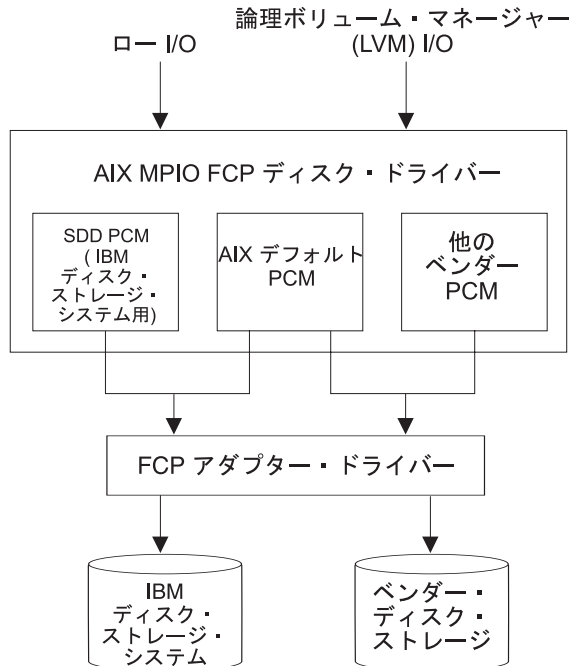 ロー I/O
論理ボリューム・マネージャー
(LVM) I/O
AIX MPIO FCP ディスク・ドライバー
SDD PCM
( IBM
ディスク・
ストレージ・
システム用)
AIX デフォルト
PCM
他の
ベンダー
PCM
FCP アダプター・ドライバー
IBM
ディスク・
ストレージ・
システム
ベンダー・
ディスク・
ストレージ